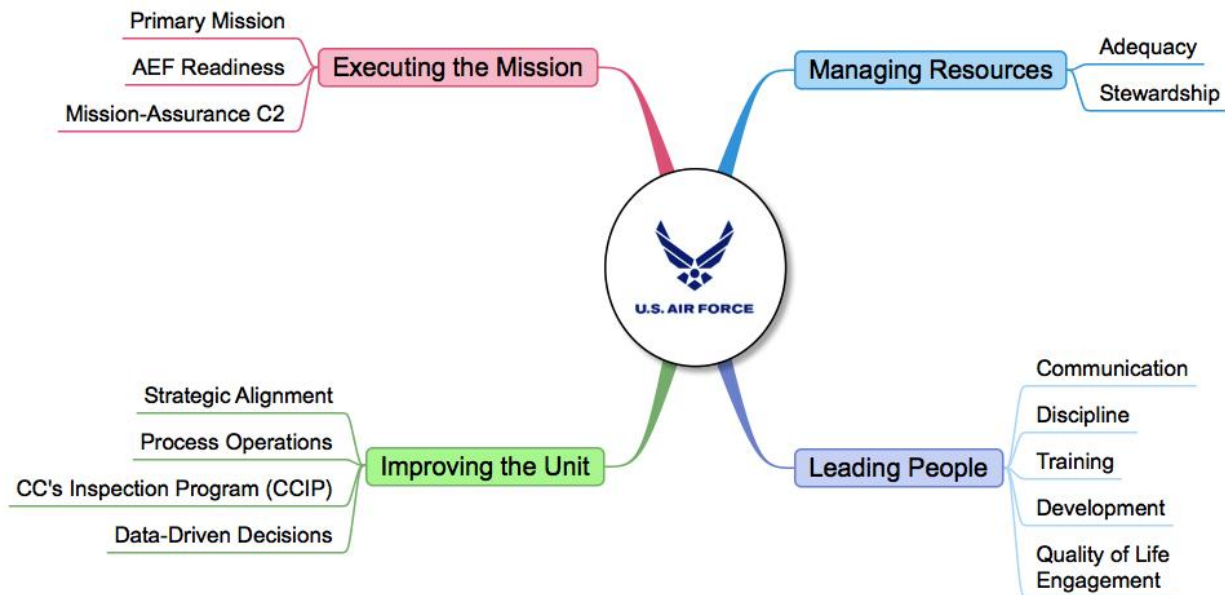 Primary Mission
AEF Readiness
Mission-Assurance C2
Executing the Mission
Managing Resources
Adequacy
Stewardship
U.S. AIR FORCE
Strategic Alignment
Process Operations
CC's Inspection Program (CCIP)
Data-Driven Decisions
Improving the Unit
Leading People
Communication
Discipline
Training
Development
Quality of Life
Engagement